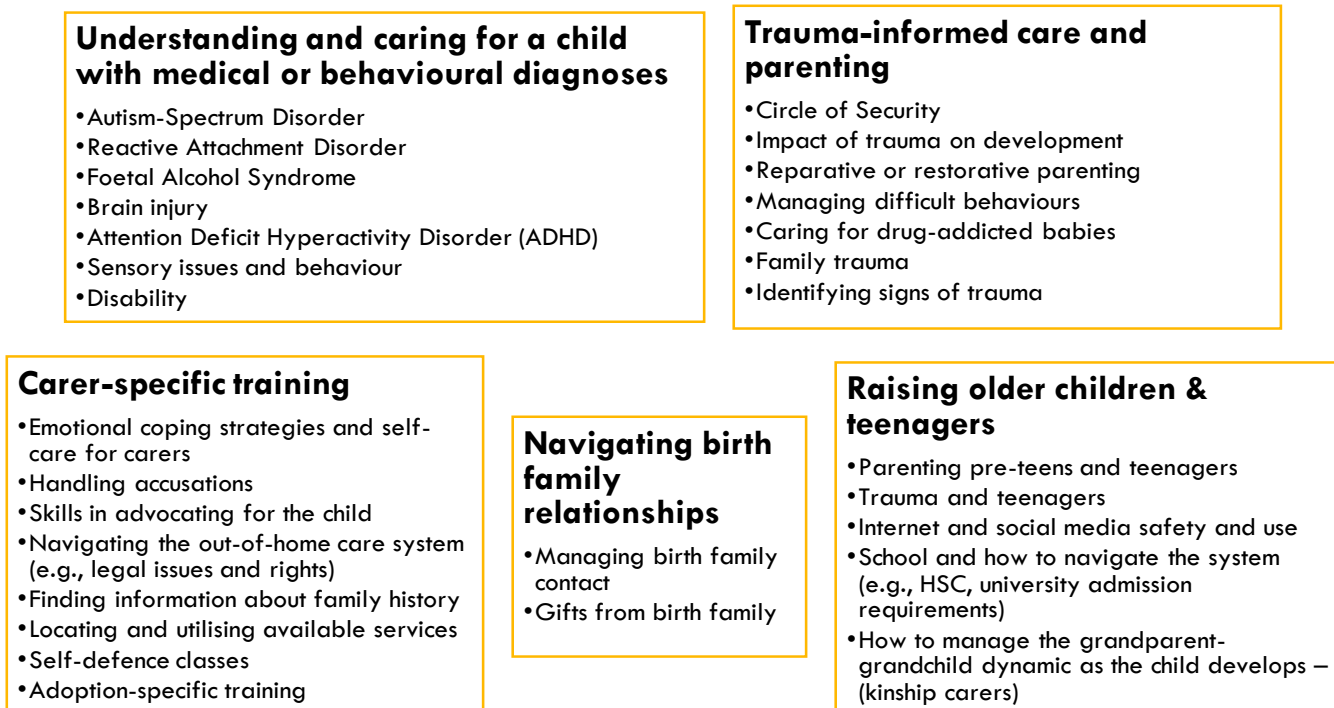 Understanding and caring for a child
with medical or behavioural diagnoses
•Autism-Spectrum Disorder
•Reactive Attachment Disorder
•Foetal Alcohol Syndrome
•Brain injury
•Attention Deficit Hyperactivity Disorder (ADHD)
•Sensory issues and behaviour
•Disability
Trauma-informed care and
parenting
•Circle of Security
•Impact of trauma on development
•Reparative or restorative parenting
•Managing difficult behaviours
•Caring for drug-addicted babies
•Family trauma
•Identifying signs of trauma
Carer-specific training
•Emotional coping strategies and self-
care for carers
•Handling accusations
•Skills in advocating for the child
•Navigating the out-of-home care system
(e.g., legal issues and rights)
•Finding information about family history
•Locating and utilising available services
•Self-defence classes
•Adoption-specific training
Navigating birth
family
relationships
•Managing birth family
contact
•Gifts from birth family
Raising older children &
teenagers
•Parenting pre-teens and teenagers
•Trauma and teenagers
•Internet and social media safety and use
•School and how to navigate the system
(e.g., HSC, university admission
requirements)
•How to manage the grandparent-
grandchild dynamic as the child develops –
(kinship carers)